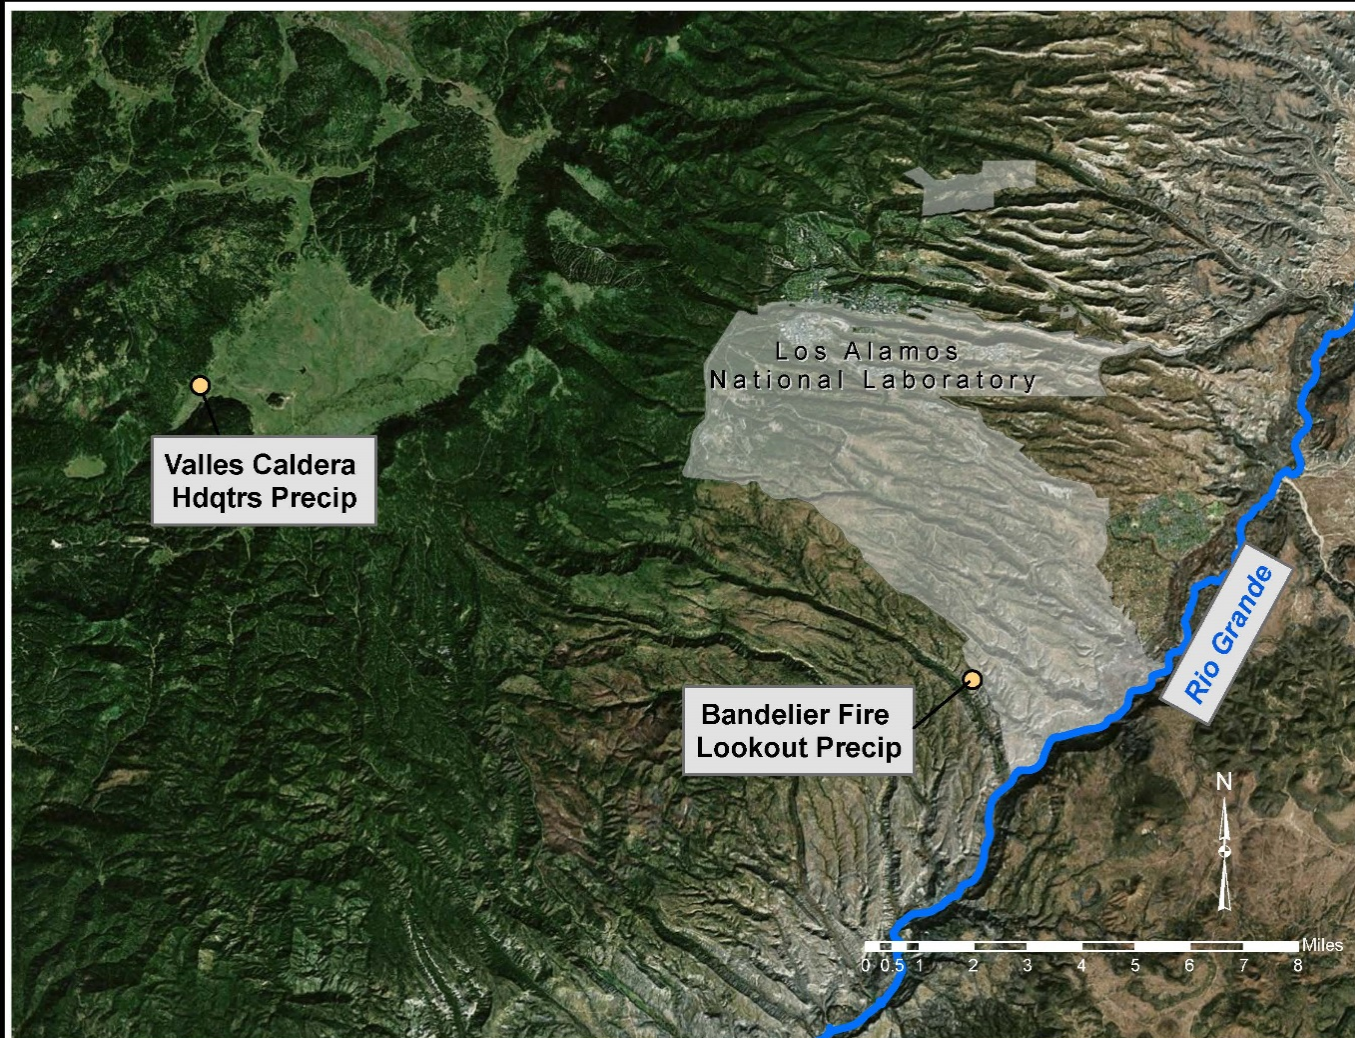 Los Alamos
National Laboratory
Valles Caldera
Hdqtrs Precip
Rio Grande
Bandelier Fire
Lookout Precip
N
Miles
0 0.5 1 2 3 4 5 6 7 8